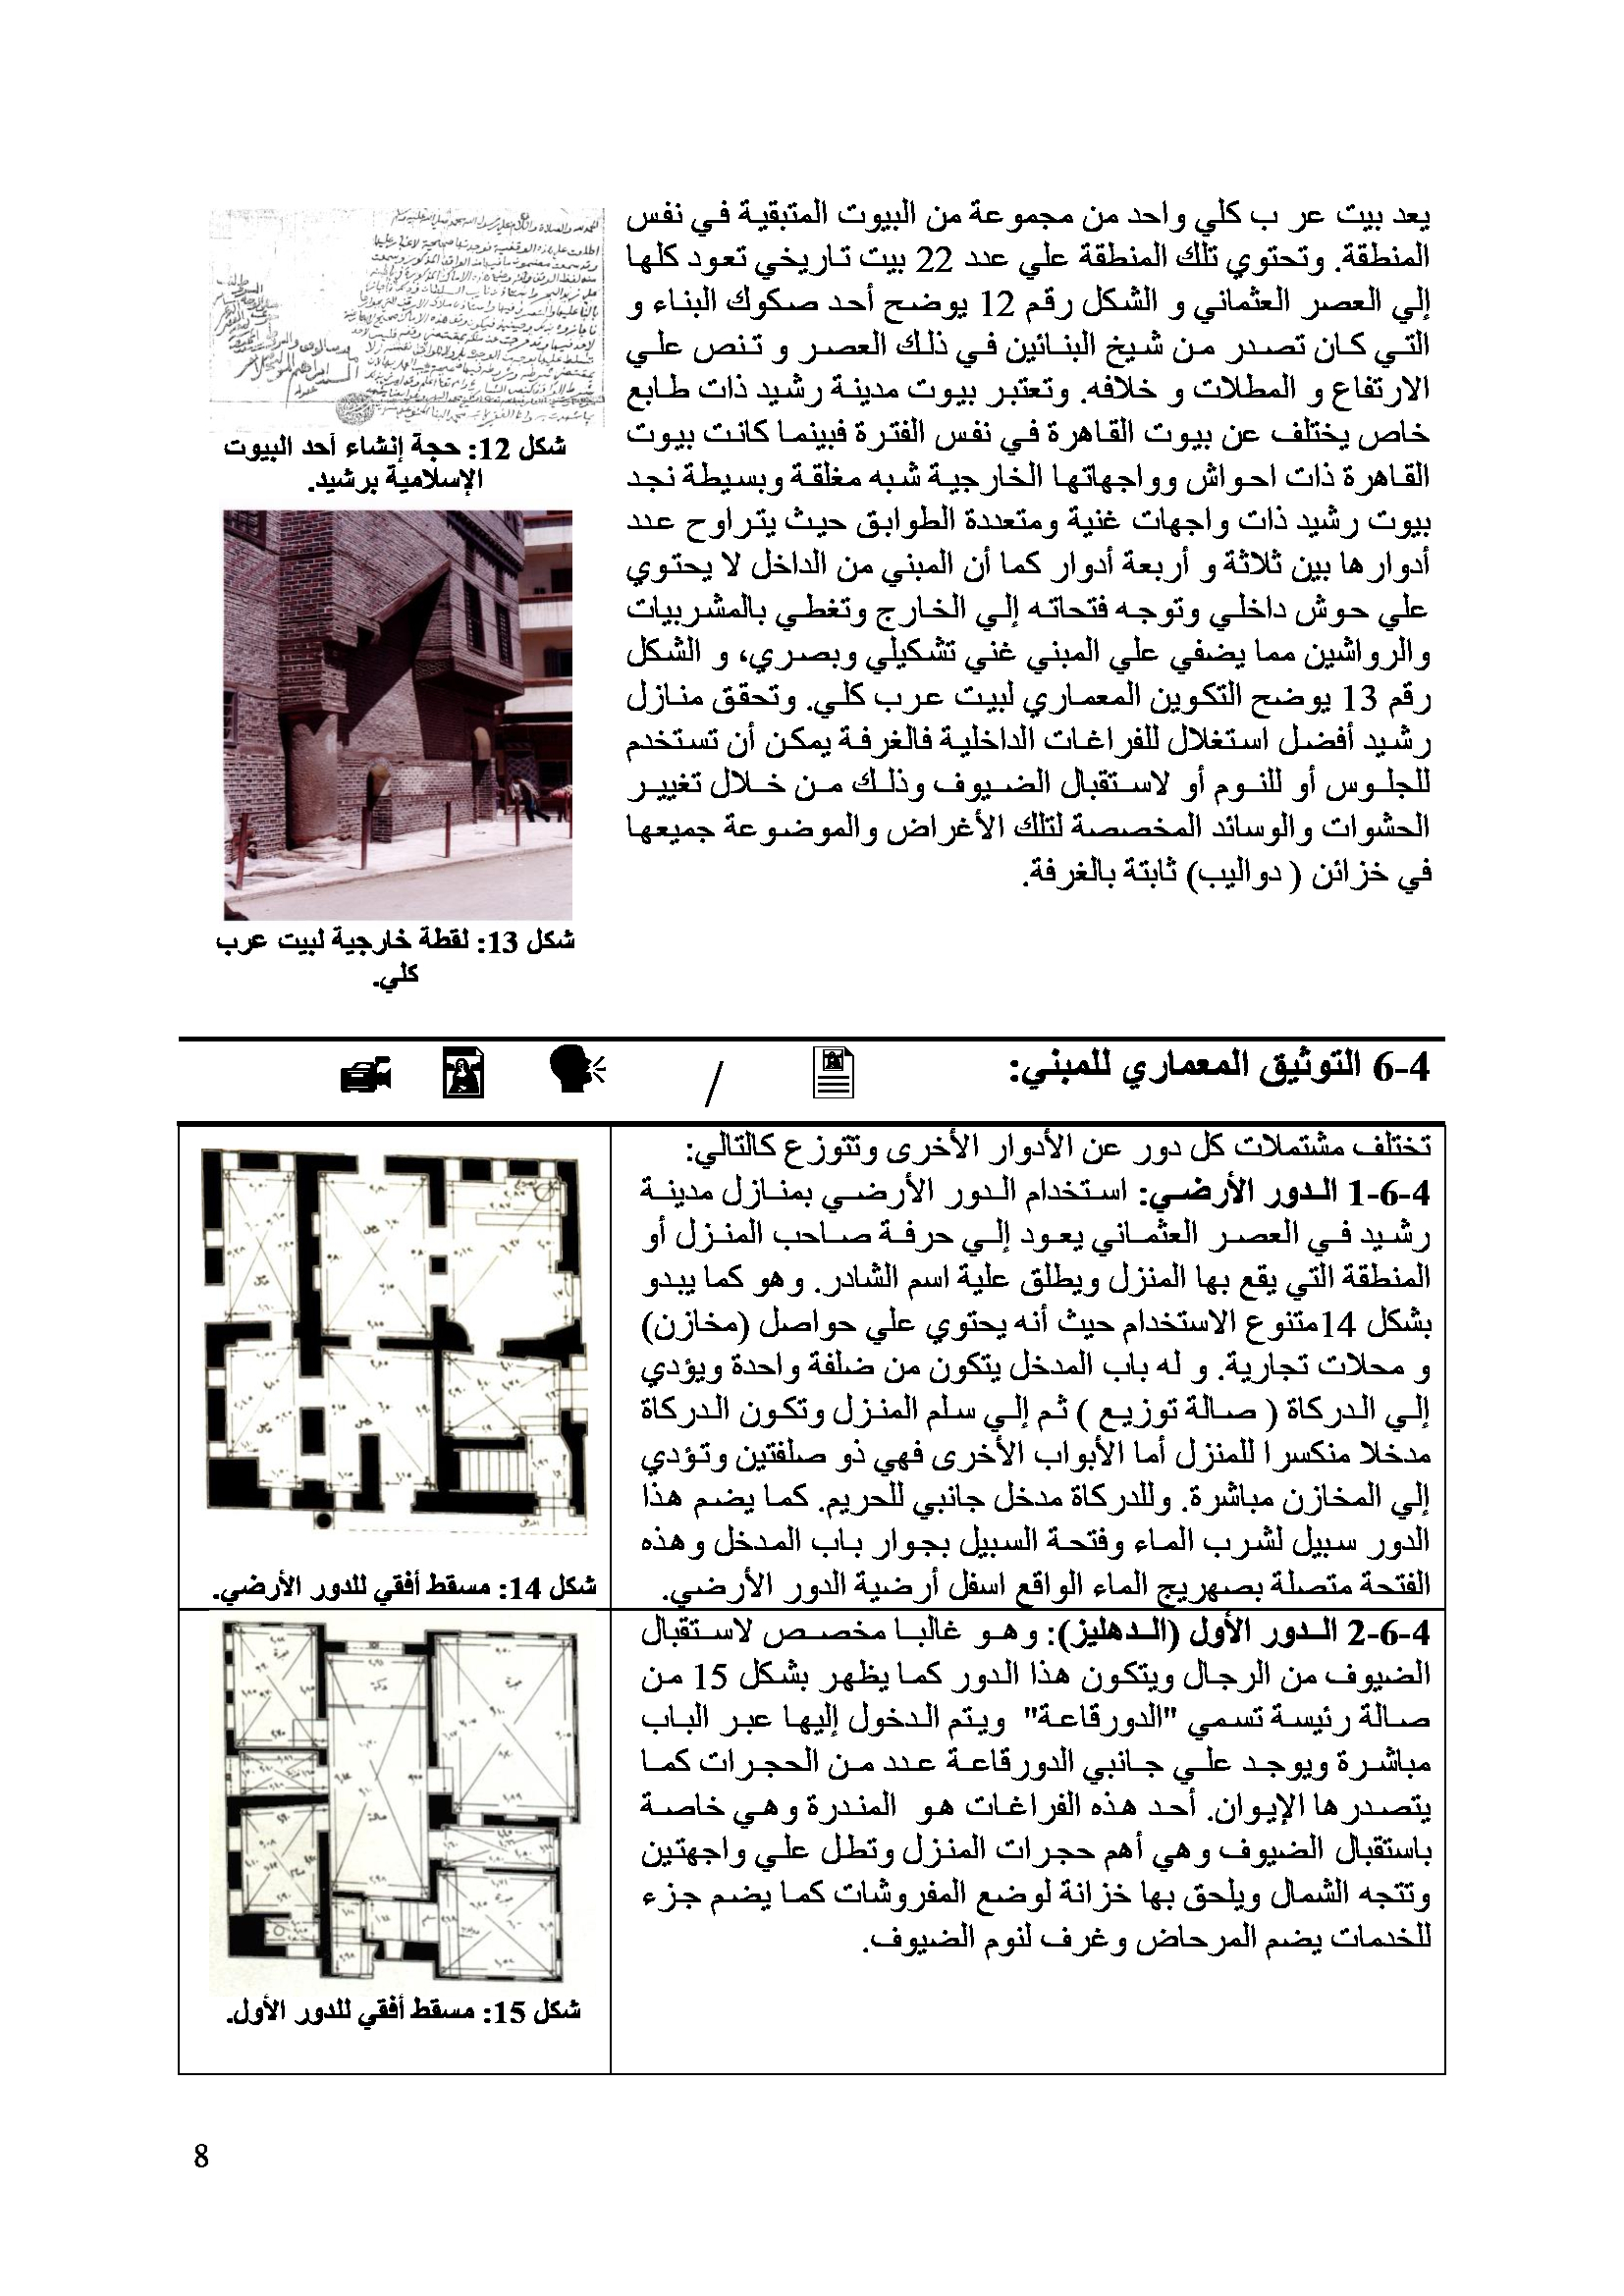 يعد بيت عر ب كلي واحد من مجموعة من البيوت المتبقية في نفس
المنطقة. وتحتوي تلك المنطقة علي عدد 22 بيت تاريخي تعود كلها
إلي العصر العثماني و الشكل رقم 12 يوضح أحد صكوك البناء و
التي كان تصدر من شيخ البنائين في ذلك العصر و تنص علي
الارتفاع و المطلات و خلافه. وتعتبر بيوت مدينة رشيد ذات طابع
خاص يختلف عن بيوت القاهرة في نفس الفترة فبينما كانت بيوت
القاهرة ذات احواش وواجهاتها الخارجية شبه مغلقة وبسيطة نجد
بيوت رشيد ذات واجهات غنية ومتعددة الطوابق حيث يتراوح عدد
أدوارها بين ثلاثة و أربعة أدوار كما أن المبني من الداخل لا يحتوي
علي حوش داخلي وتوجه فتحاته إلي الخارج وتغطي بالمشربيات
والرواشين مما يضفي علي المبني غني تشكيلي وبصري، و الشكل
رقم 13 يوضح التكوين المعماري لبيت عرب كلي. وتحقق منازل
رشيد أفضل استغلال للفراغات الداخلية فالغرفة يمكن أن تستخدم
للجلوس أو للنوم أو لاستقبال الضيوف وذلك من خلال تغيير
الحشوات والوسائد المخصصة لتلك الأغراض والموضوعة جميعها
في خزائن ( دواليب) ثابتة بالغرفة.
شكل 12: حجة إنشاء أحد البيوت
الإسلامية برشيد.
شكل 13: لقطة خارجية لبيت عرب
كلي.
6-4 التوثيق المعماري للمبني:
/
تختلف مشتملات كل دور عن الأدوار الأخرى وتتوزع كالتالي:
1-6-4 الدور الأرضي: استخدام الدور الأرضي بمنازل مدينة
رشيد في العصر العثماني يعود إلي حرفة صاحب المنزل أو
المنطقة التي يقع بها المنزل ويطلق علية اسم الشادر. وهو كما يبدو
بشكل 14متنوع الاستخدام حيث أنه يحتوي علي حواصل (مخازن)
و محلات تجارية. و له باب المدخل يتكون من ضلفة واحدة ويؤدي
إلي الدركاة ( صالة توزيع ) ثم إلي سلم المنزل وتكون الدركاة
مدخلا منكسرا للمنزل أما الأبواب الأخرى فهي ذو صلفتين وتؤدي
إلي المخازن مباشرة. وللدركاة مدخل جانبي للحريم. كما يضم هذا
الدور سبيل لشرب الماء وفتحة السبيل بجوار باب المدخل وهذه
الفتحة متصلة بصهريج الماء الواقع اسفل أرضية الدور الأرضي.
شكل 14: مسقط أفقي للدور الأرضي.
2-6-4 الدور الأول (الدهليز): وهو غالبا مخصص لاستقبال
الضيوف من الرجال ويتكون هذا الدور كما يظهر بشكل 15 من
صالة رئيسة تسمي "الدورقاعة" ويتم الدخول إليها عبر الباب
مباشرة ويوجد علي جانبي الدورقاعة عدد من الحجرات كما
يتصدرها الإيوان. أحد هذه الفراغات هو المندرة وهي خاصة
باستقبال الضيوف وهي أهم حجرات المنزل وتطل علي واجهتين
وتتجه الشمال ويلحق بها خزانة لوضع المفروشات كما يضم جزء
للخدمات يضم المرحاض وغرف لنوم الضيوف.
شكل 15: مسقط أفقي للدور الأول.
8